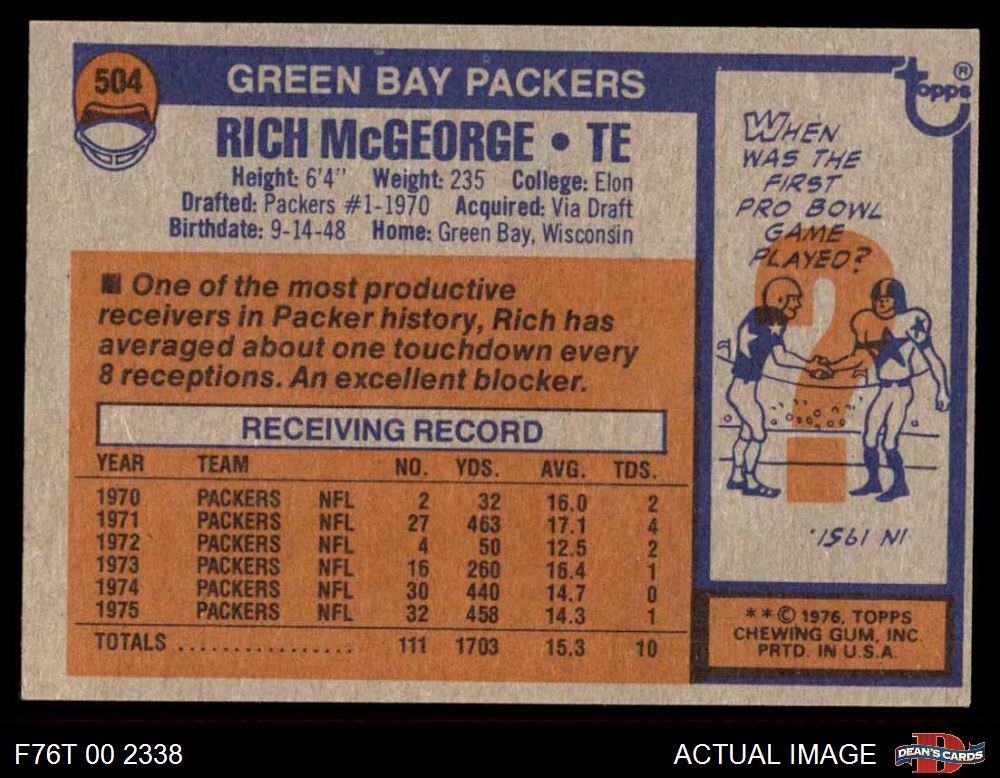 504
GREEN BAY PACKERS
RICH McGEORGE • TE
Height: 6'4" Weight: 235 College: Elon
Drafted: Packers #1-1970 Acquired: Via Draft
Birthdate: 9-14-48 Home: Green Bay, Wisconsin
■ One of the most productive
receivers in Packer history, Rich has
averaged about one touchdown every
8 receptions. An excellent blocker.
RECEIVING RECORD
YEAR TEAM NO. YDS. AVG. TDS.
1970 PACKERS NFL 2 32 16.0 2
1971 PACKERS NFL 27 463 17.1 4
1972 PACKERS NFL 4 50 12.5 2
1973 PACKERS NFL 16 260 16.4 1
1974 PACKERS NFL 30 440 14.7 0
1975 PACKERS NFL 32 458 14.3 1
TOTALS ................ 111 1703 15.3 10
topps®
WHEN
WAS THE
FIRST
PRO BOWL
GAME
PLAYED?
?
IN 1951.
**© 1976, TOPPS
CHEWING GUM, INC.
PRTD. IN U.S.A.
F76T 00 2338
ACTUAL IMAGE
DEAN'S CARDS